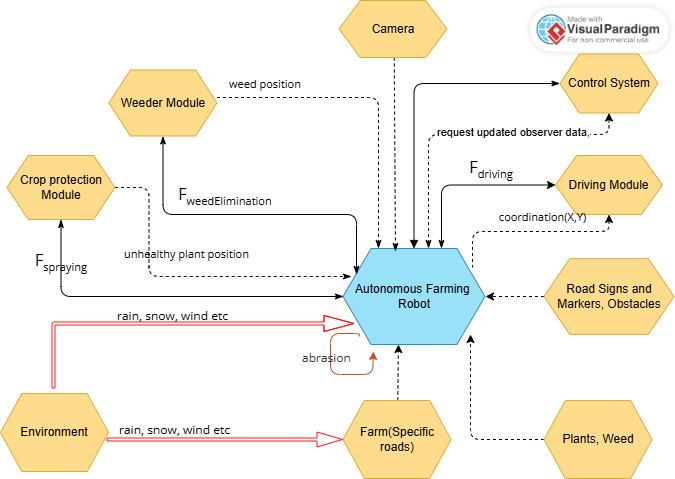 Made with
VisualParadigm
For non-commercial use
Camera
Control System
weed position
Weeder Module
request updated observer data,
F driving
Crop protection
Module
F weedElimination
Driving Module
coordination(X,Y)
unhealthy plant position
F spraying
Autonomous Farming
Robot
Road Signs and
Markers, Obstacles
rain, snow, wind etc
abrasion
Environment
rain, snow, wind etc
Farm(Specific
roads)
Plants, Weed